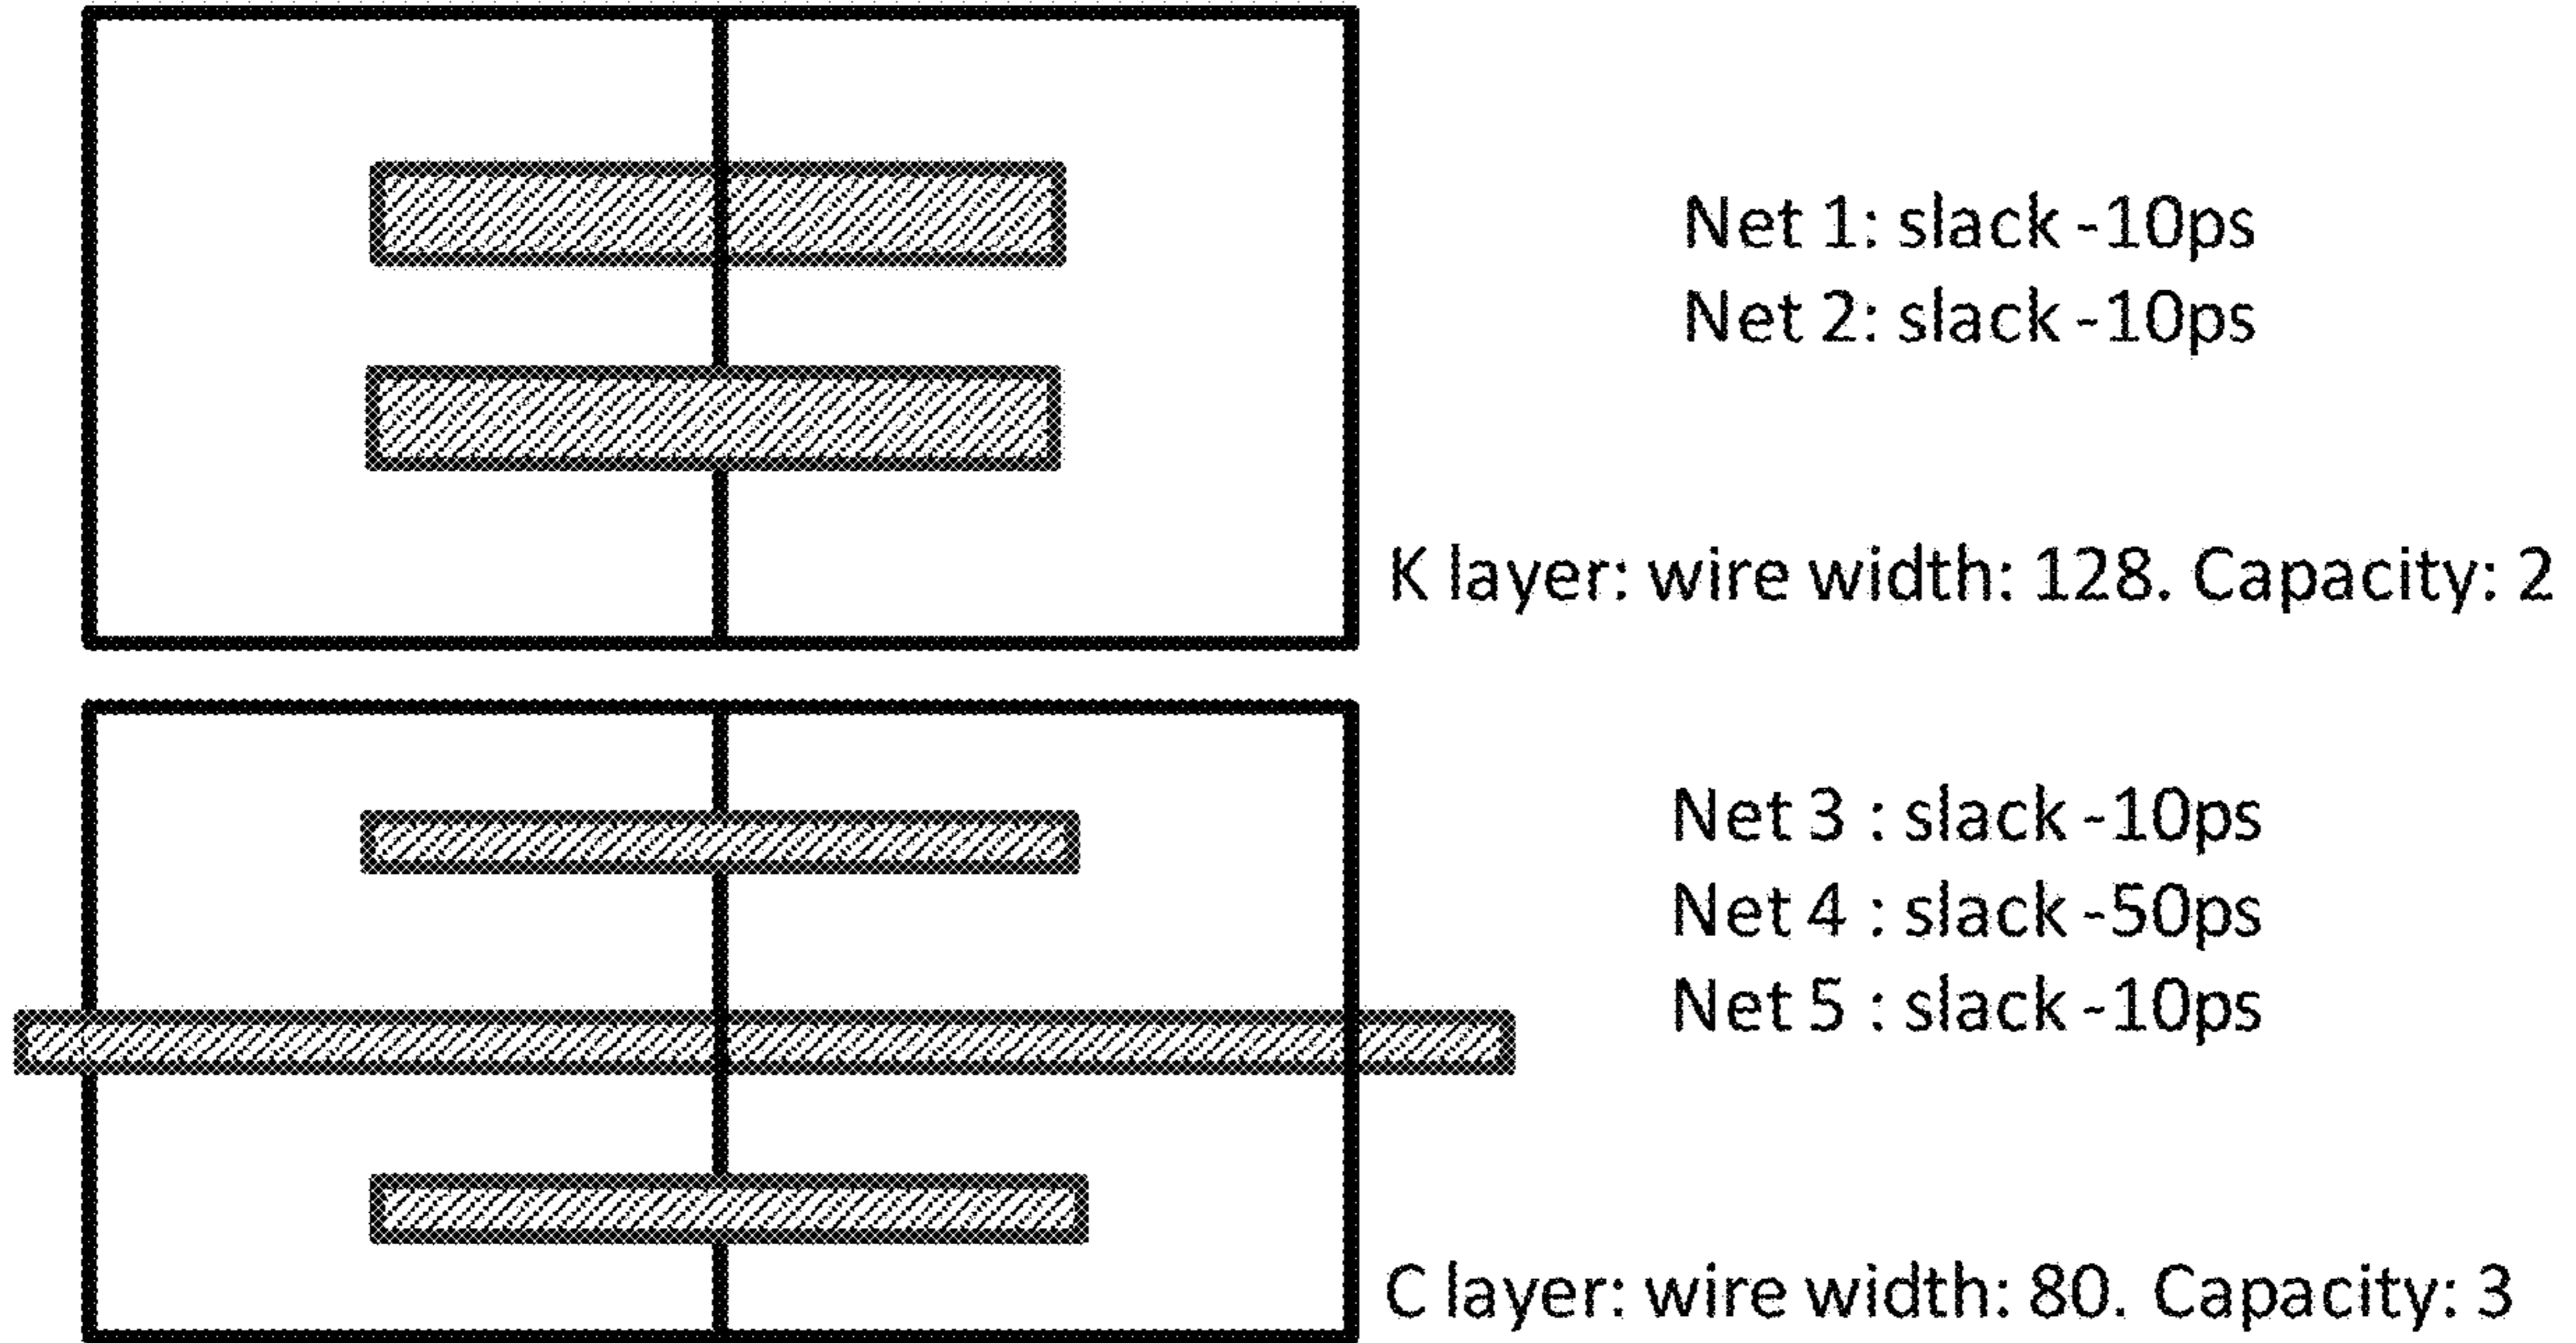 Net 1: slack -10ps
Net 2: slack -10ps
K layer: wire width: 128. Capacity: 2
Net 3 : slack -10ps
Net 4 : slack -50ps
Net 5 : slack -10ps
C layer: wire width: 80. Capacity: 3